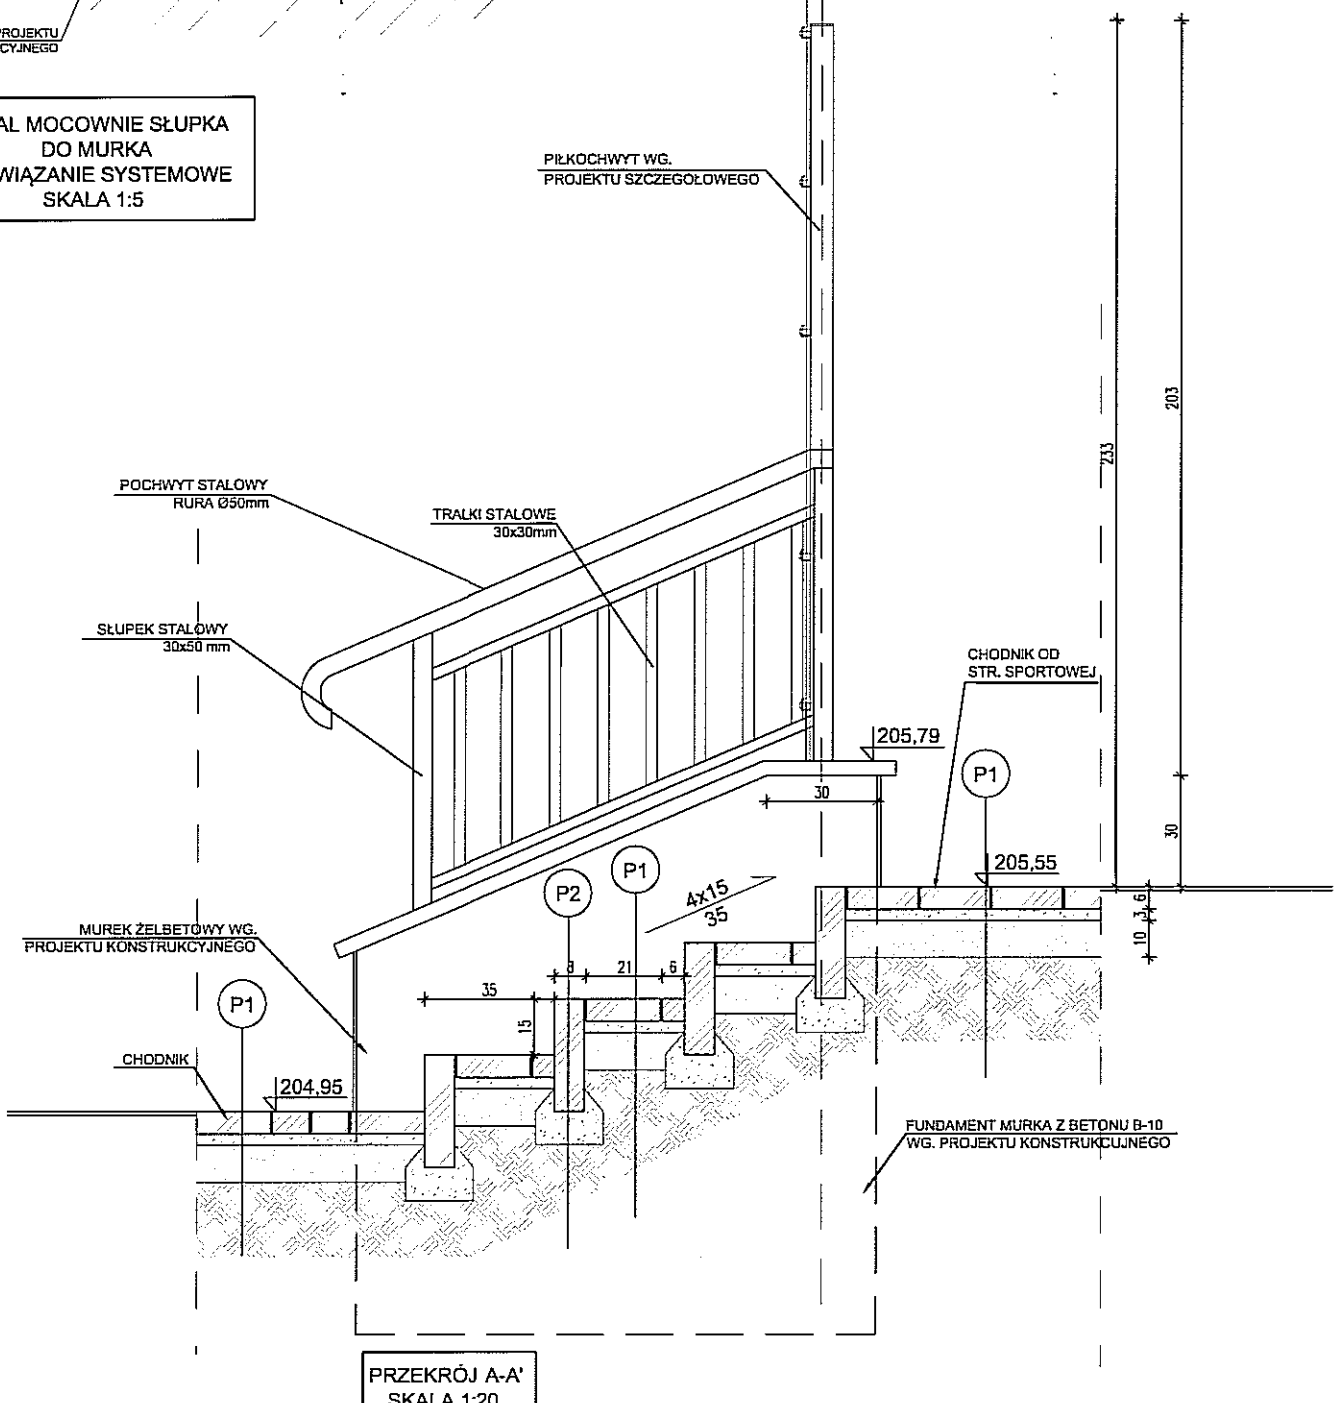 PROJEKTU
CYJNEGO
AL MOCOWNIE SŁUPKA
DO MURKA
WIĄZANIE SYSTEMOWE
SKALA 1:5
PIŁKOCHWYT WG.
PROJEKTU SZCZEGÓŁOWEGO
203
233
POCHWYT STALOWY
RURA Ø50mm
TRALKI STALOWE
30x30mm
SŁUPEK STALOWY
30x50 mm
CHODNIK OD
STR. SPORTOWEJ
205,79
P1
30
30
205,55
P1
P2
4x15
35
6
3
10
MUREK ŻELBETOWY WG.
PROJEKTU KONSTRUKCYJNEGO
8
21
6
35
P1
15
CHODNIK
204,95
FUNDAMENT MURKA Z BETONU B-10
WG. PROJEKTU KONSTRUKCUJNEGO
PRZEKRÓJ A-A'
SKALA 1:20